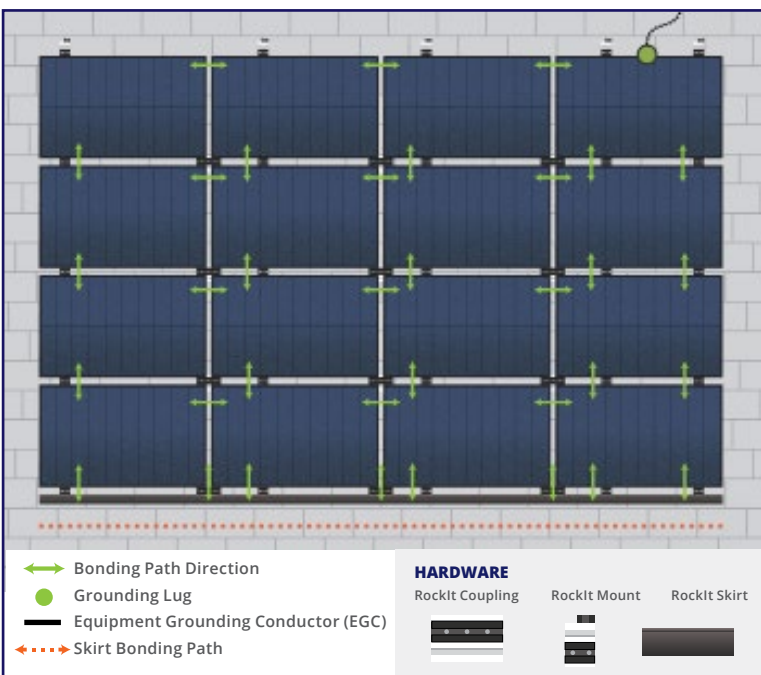 Bonding Path Direction
Grounding Lug
Equipment Grounding Conductor (EGC)
Skirt Bonding Path
HARDWARE
RockIt Coupling RockIt Mount RockIt Skirt